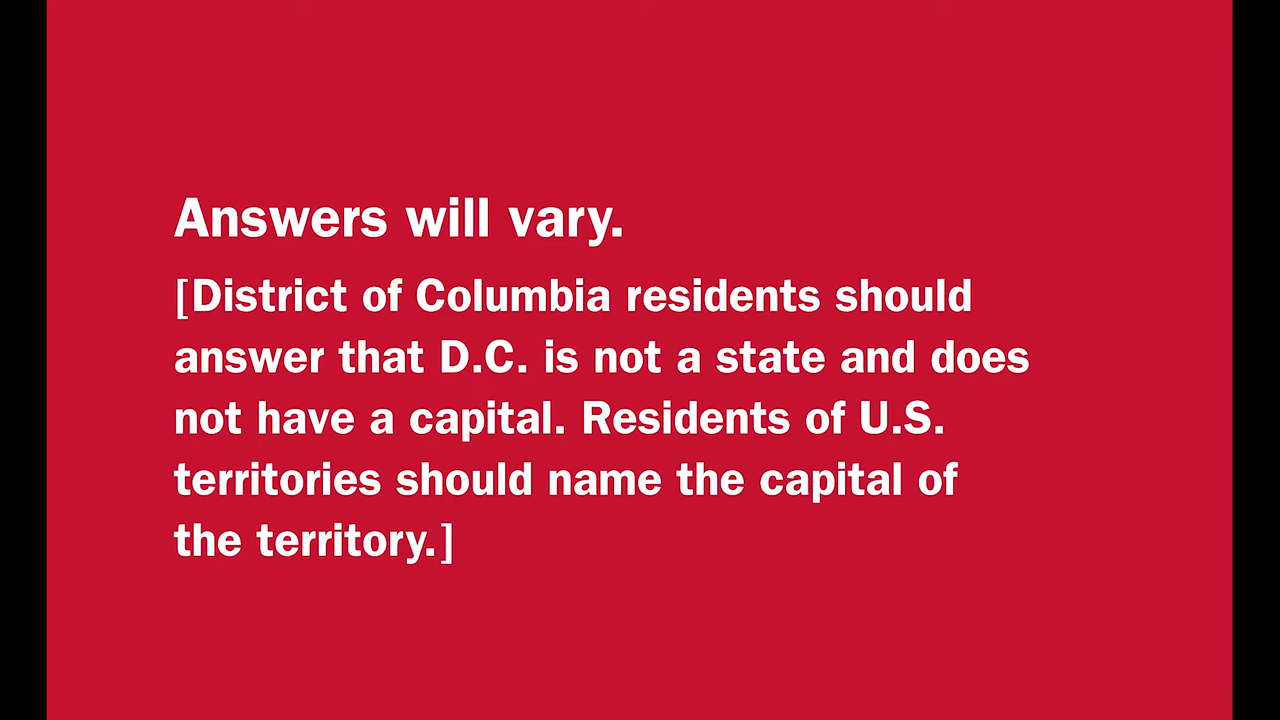 Answers will vary.
[District of Columbia residents should
answer that D.C. is not a state and does
not have a capital. Residents of U.S.
territories should name the capital of
the territory.]